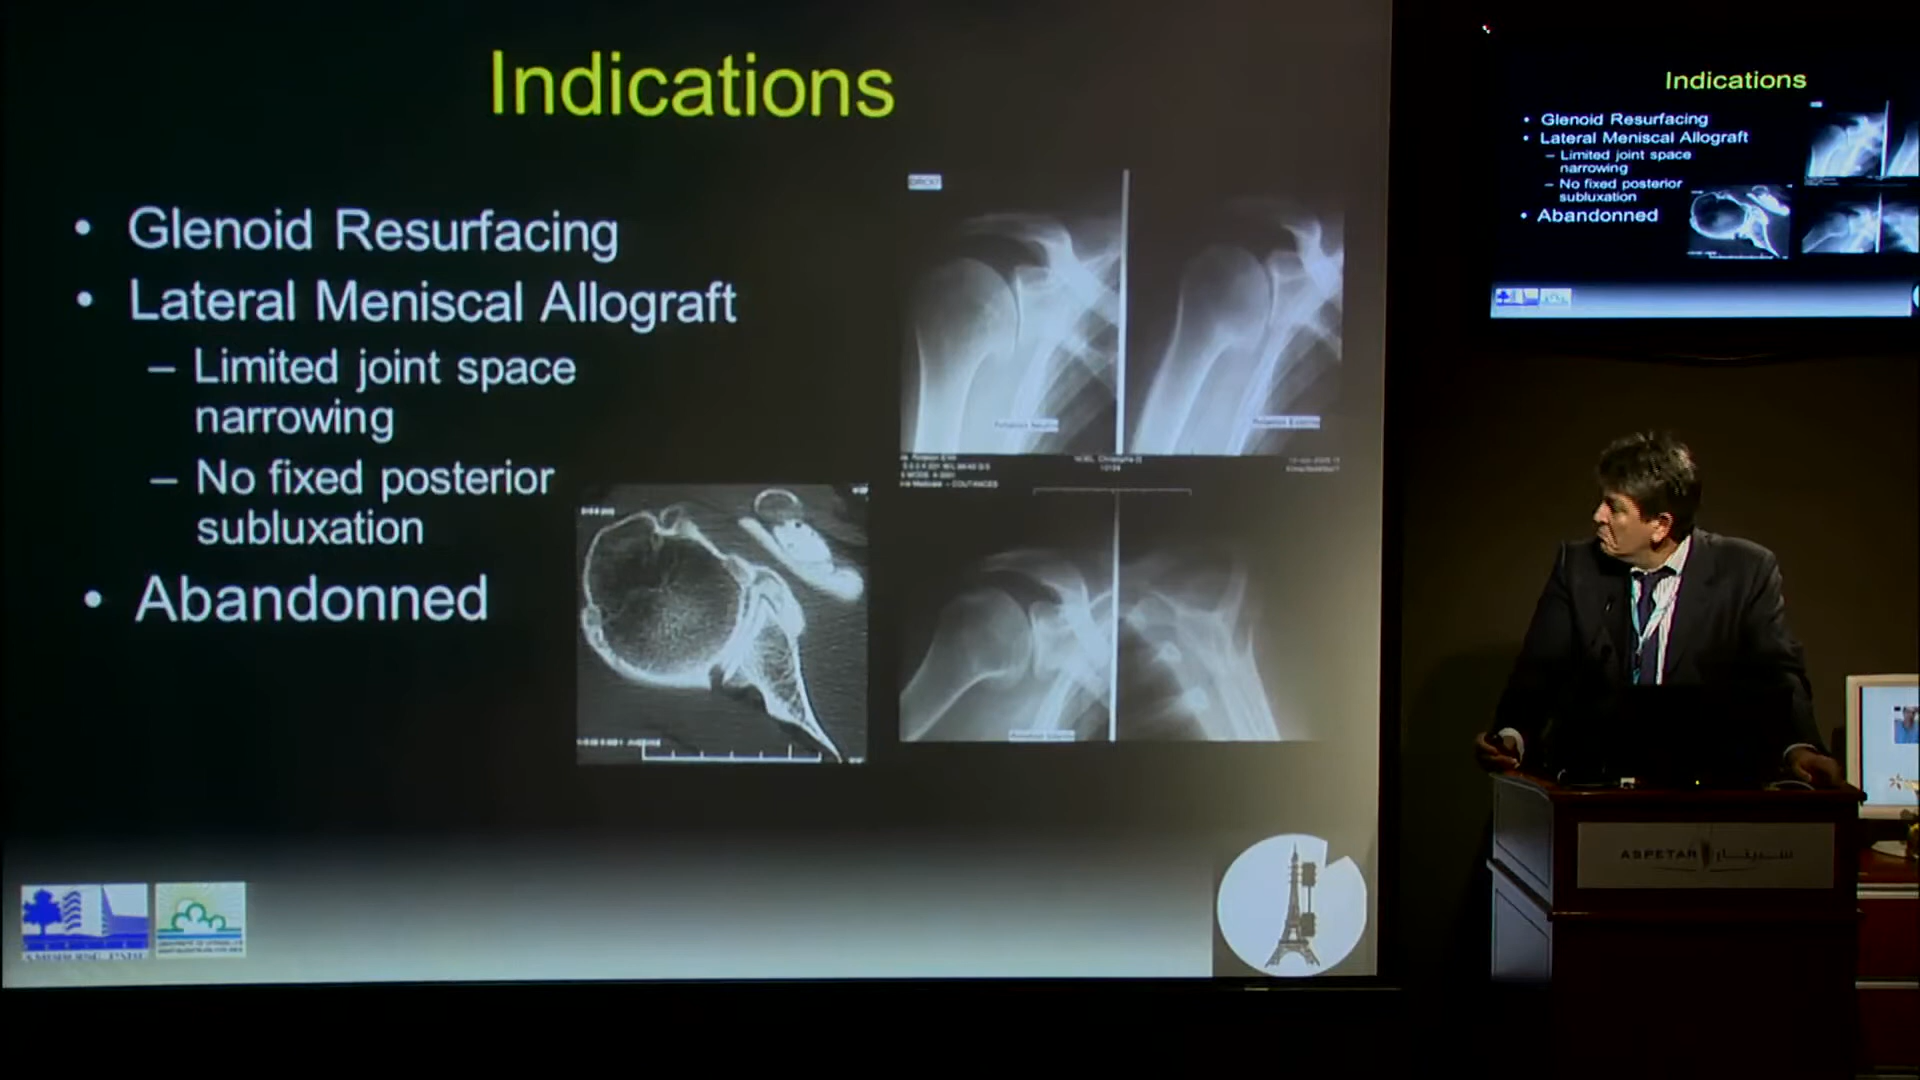 Indications
• Glenoid Resurfacing
• Lateral Meniscal Allograft
– Limited joint space
narrowing
– No fixed posterior
subluxation
• Abandonned
Indications
• Glenoid Resurfacing
• Lateral Meniscal Allograft
– Limited joint space
narrowing
– No fixed posterior
subluxation
• Abandonned
ASPETAR سبيتار